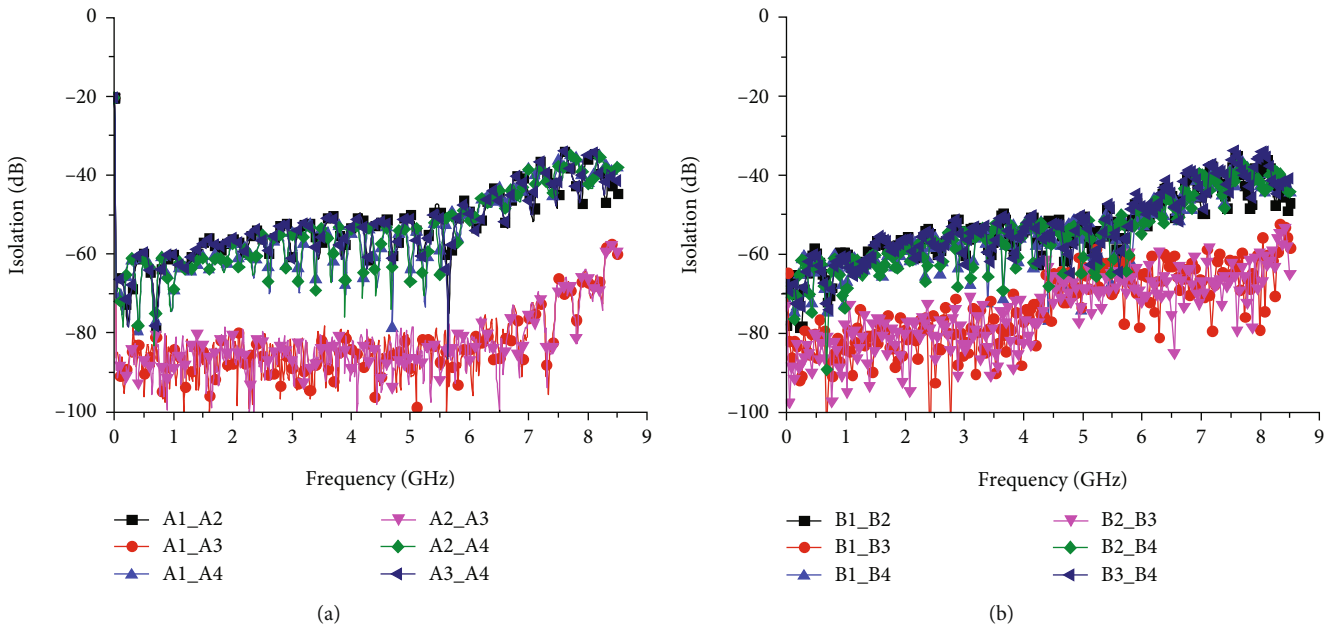 0
−20
−40
−60
−80
−100
Isolation (dB)
0 1 2 3 4 5 6 7 8 9
Frequency (GHz)
A1_A2
A1_A3
A1_A4
A2_A3
A2_A4
A3_A4
(a)
0
−20
−40
−60
−80
−100
Isolation (dB)
0 1 2 3 4 5 6 7 8 9
Frequency (GHz)
B1_B2
B1_B3
B1_B4
B2_B3
B2_B4
B3_B4
(b)